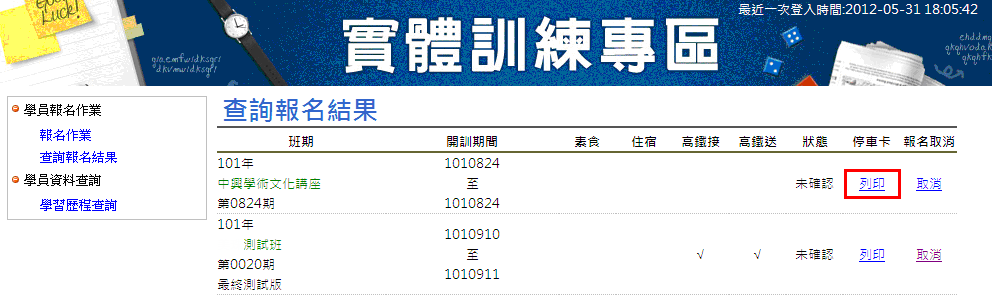 最近一次登入時間:2012-05-31 18:05:42
實體訓練專區
學員報名作業
報名作業
查詢報名結果
學員資料查詢
學習歷程查詢
查詢報名結果
班期 開訓期間 素食 住宿 高鐵接 高鐵送 狀態 停車卡 報名取消
101年 1010824
中興學術文化講座 至 未確認 列印 取消
第0824期 1010824
101年 1010910
測試班 至 √ √ 未確認 列印 取消
第0020期 1010911
最終測試版